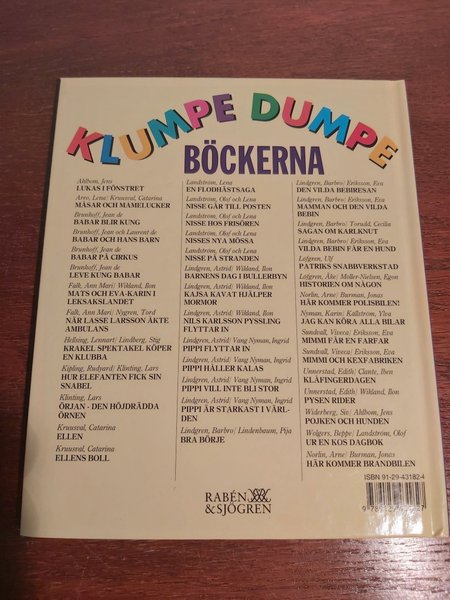 KLUMPE DUMPE
BÖCKERNA
Ahlbom, Jens
LUKAS I FÖNSTRET
Aro, Lena/ Kruusval, Catarina
MÅSAR OCH MAMELUCKER
Brunhoff, Jean de
BABAR BLIR KUNG
Brunhoff, Jean och Laurent de
BABAR OCH HANS BARN
Brunhoff, Jean de
BABAR PÅ CIRKUS
Brunhoff, Jean de
LEVE KUNG BABAR
Falk, Ann Mari/ Wikland, Ilon
MATS OCH EVA-KARIN I
LEKSAKSLANDET
Falk, Ann Mari/ Nygren, Tord
NÄR LASSE LARSSON ÅKTE
AMBULANS
Hellsing, Lennart/ Lindberg, Stig
KRAKEL SPEKTAKEL KÖPER
EN KLUBBA
Kipling, Rudyard/ Klinting, Lars
HUR ELEFANTEN FICK SIN
SNABEL
Klinting, Lars
ÖRJAN - DEN HÖJDRÄDDA
ÖRNEN
Kruusval, Catarina
ELLEN
Kruusval, Catarina
ELLENS BOLL
Landström, Lena
EN FLODHÄSTSAGA
Landström, Olof och Lena
NISSE GÅR TILL POSTEN
Landström, Olof och Lena
NISSE HOS FRISÖREN
Landström, Olof och Lena
NISSES NYA MÖSSA
Landström, Olof och Lena
NISSE PÅ STRANDEN
Lindgren, Astrid/ Wikland, Ilon
BARNENS DAG I BULLERBYN
Lindgren, Astrid/ Wikland, Ilon
KAJSA KAVAT HJÄLPER
MORMOR
Lindgren, Astrid/ Wikland, Ilon
NILS KARLSSON PYSSLING
FLYTTAR IN
Lindgren, Astrid/ Vang Nyman, Ingrid
PIPPI FLYTTAR IN
Lindgren, Astrid/ Vang Nyman, Ingrid
PIPPI HÅLLER KALAS
Lindgren, Astrid/ Vang Nyman, Ingrid
PIPPI VILL INTE BLI STOR
Lindgren, Astrid/ Vang Nyman, Ingrid
PIPPI ÄR STARKAST I VÄRL-
DEN
Lindgren, Barbro/ Lindenbaum, Pija
BRA BÖRJE
Lindgren, Barbro/ Eriksson, Eva
DEN VILDA BEBIRESAN
Lindgren, Barbro/ Eriksson, Eva
MAMMAN OCH DEN VILDA
BEBIN
Lindgren, Barbro/ Torudd, Cecilia
SAGAN OM KARLKNUT
Lindgren, Barbro/ Eriksson, Eva
VILDA BEBIN FÅR EN HUND
Löfgren, Ulf
PATRIKS SNABBVERKSTAD
Löfgren, Åke/ Møller-Nielsen, Egon
HISTORIEN OM NÅGON
Norlin, Arne/ Burman, Jonas
HÄR KOMMER POLISBILEN!
Nyman, Karin/ Källström, Ylva
JAG KAN KÖRA ALLA BILAR
Sundvall, Viveca/ Eriksson, Eva
MIMMI FÅR EN FARFAR
Sundvall, Viveca/ Eriksson, Eva
MIMMI OCH KEXFABRIKEN
Unnerstad, Edith/ Clante, Iben
KLÅFINGERDAGEN
Unnerstad, Edith/ Wikland, Ilon
PYSEN RIDER
Widerberg, Siv/ Ahlbom, Jens
POJKEN OCH HUNDEN
Wolgers, Beppe/ Landström, Olof
UR EN KOS DAGBOK
Norlin, Arne/ Burman, Jonas
HÄR KOMMER BRANDBILEN
ISBN 91-29-43182-4
RABÉN
&SJÖGREN